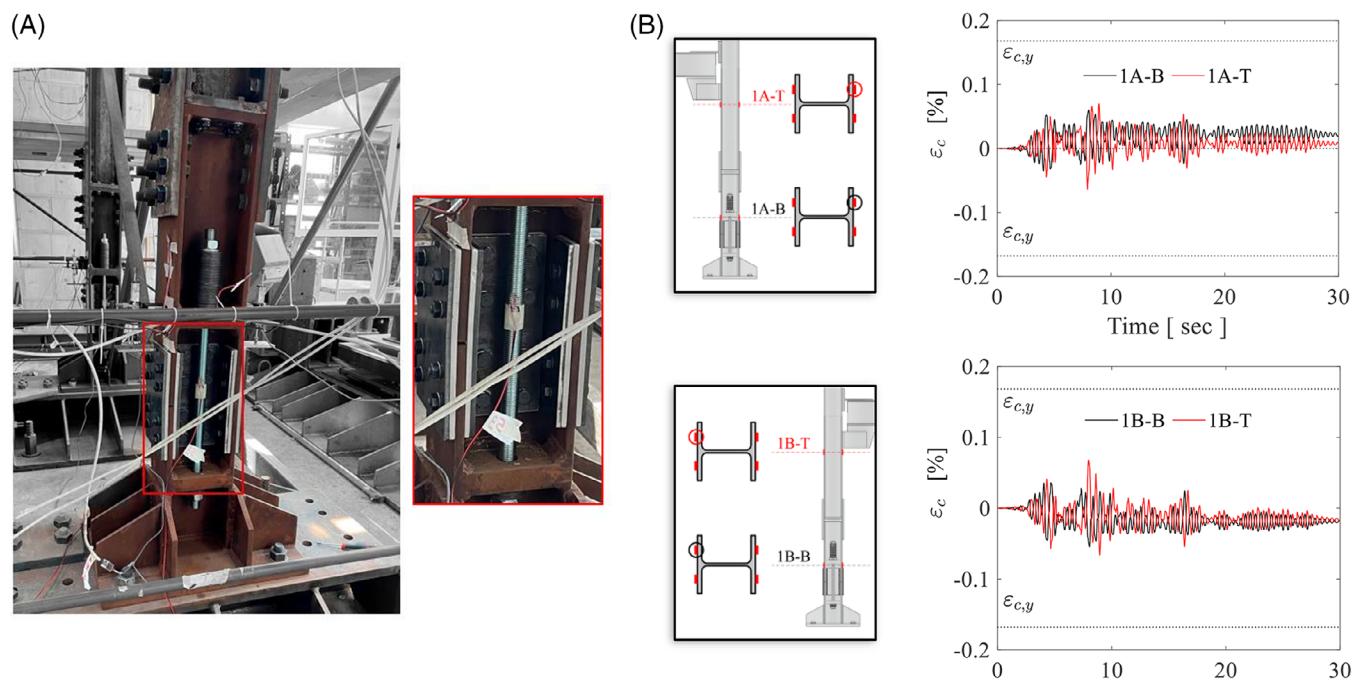 (A)
(B)
1A-T
1A-B
0.2
0.1
0
-0.1
-0.2
εc [%]
εc,y
1A-B 1A-T
εc,y
0 10 20 30
Time [ sec ]
1B-T
1B-B
0.2
0.1
0
-0.1
-0.2
εc [%]
εc,y
1B-B 1B-T
εc,y
0 10 20 30